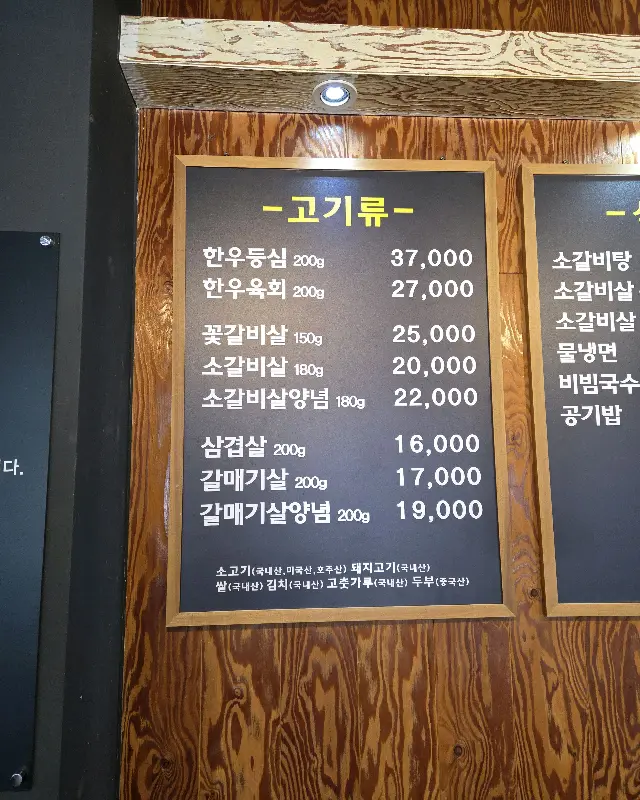 -고기류-
한우등심 200g 37,000
한우육회 200g 27,000
꽃갈비살 150g 25,000
소갈비살 180g 20,000
소갈비살양념 180g 22,000
삼겹살 200g 16,000
갈매기살 200g 17,000
갈매기살양념 200g 19,000
소고기(국내산,미국산,호주산) 돼지고기(국내산)
쌀(국내산) 김치(국내산) 고춧가루(국내산) 두부(중국산)
소갈비탕
소갈비살
소갈비살
물냉면
비빔국수
공기밥
다.